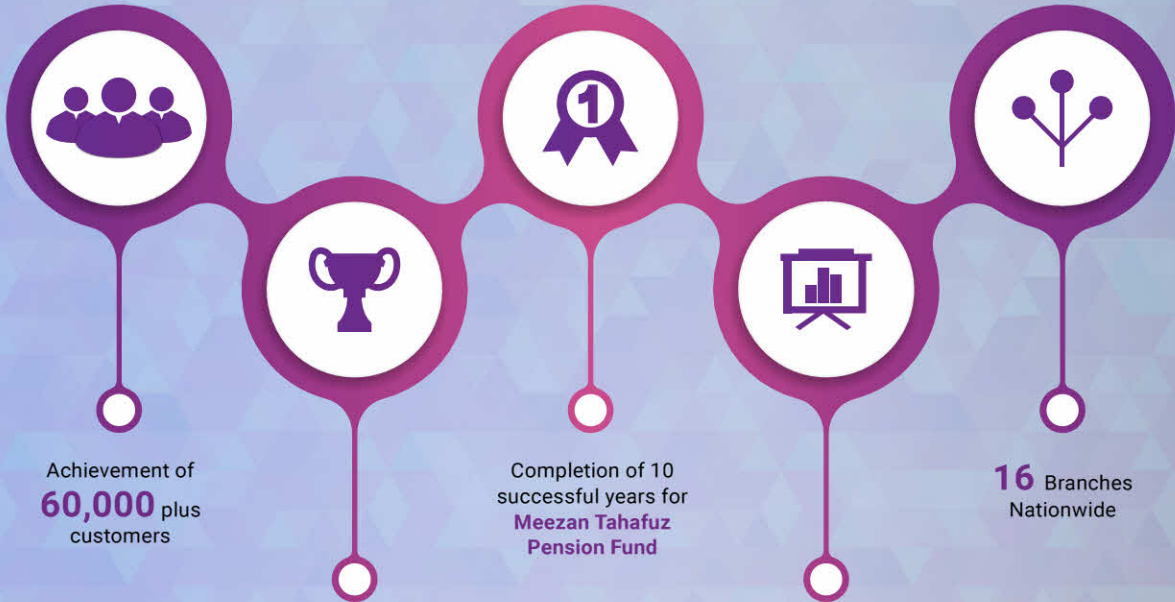 1
Achievement of
60,000 plus
customers
Completion of 10
successful years for
Meezan Tahafuz
Pension Fund
16 Branches
Nationwide